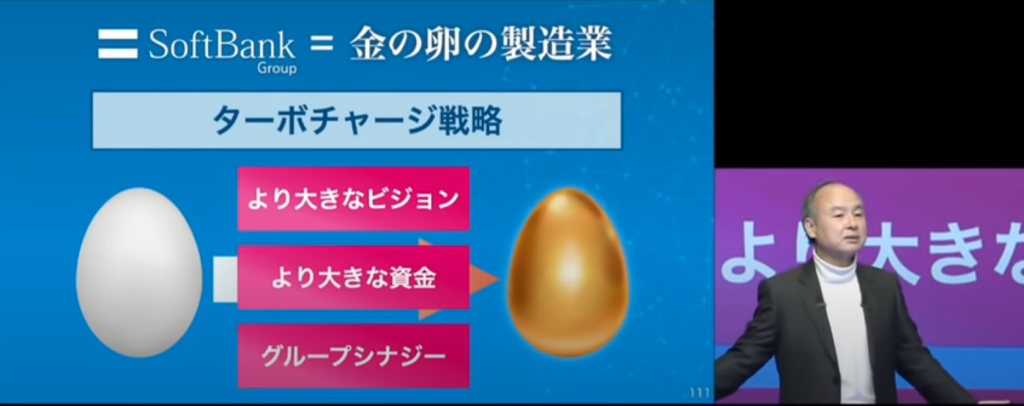 SoftBank = 金の卵の製造業
Group
ターボチャージ戦略
より大きなビジョン
より大きな資金
グループシナジー
111
より大きな